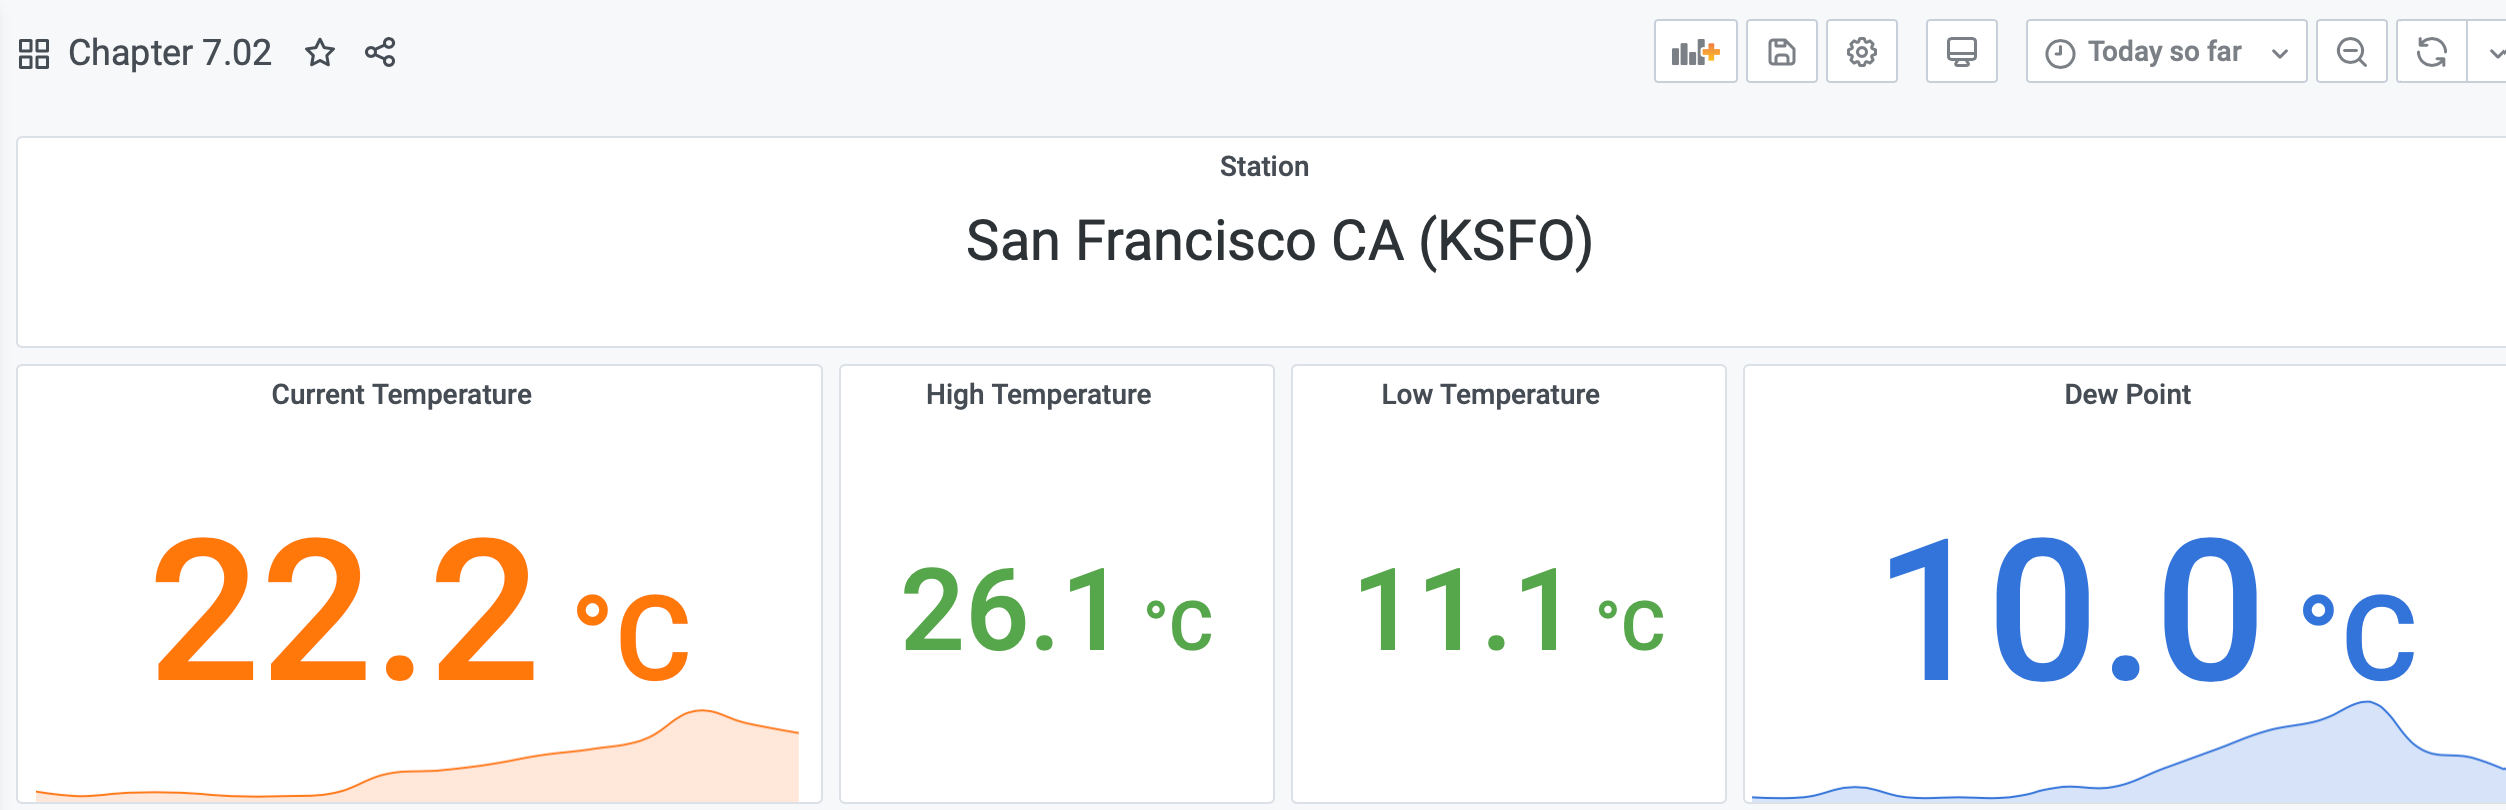 Chapter 7.02
Today so far
Station
San Francisco CA (KSFO)
Current Temperature
High Temperature
Low Temperature
Dew Point
22.2 °C
26.1 °C
11.1 °C
10.0 °C